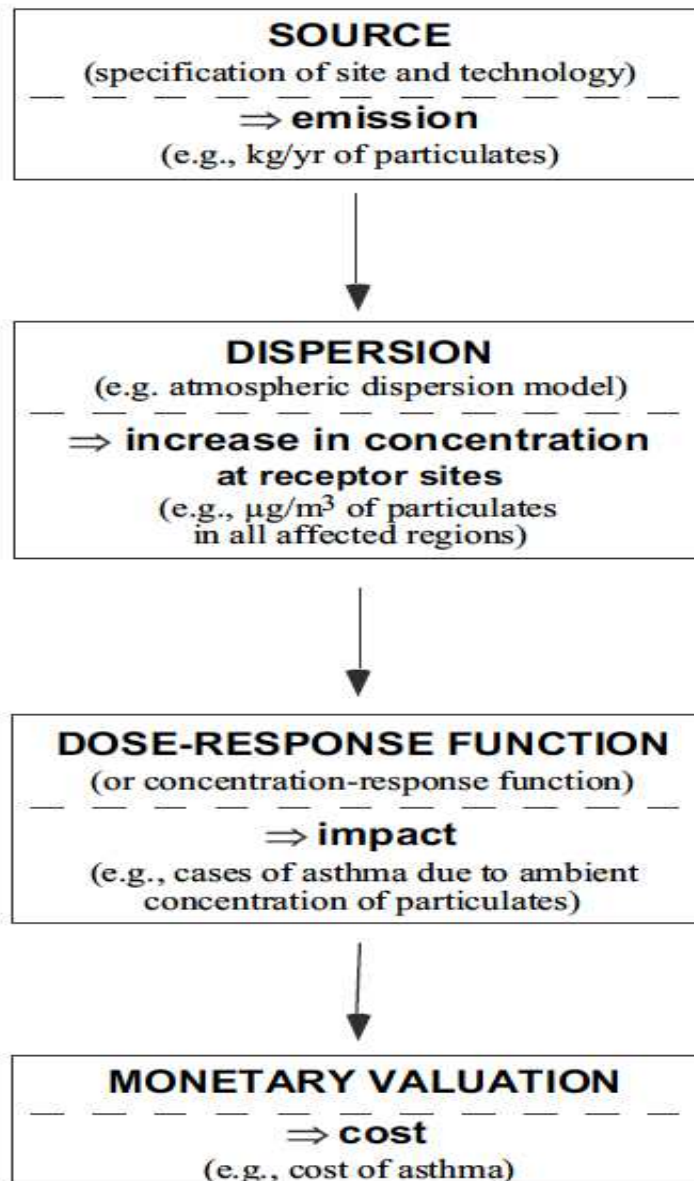 SOURCE
(specification of site and technology)
⇒ emission
(e.g., kg/yr of particulates)
DISPERSION
(e.g. atmospheric dispersion model)
⇒ increase in concentration
at receptor sites
(e.g., μg/m³ of particulates
in all affected regions)
DOSE-RESPONSE FUNCTION
(or concentration-response function)
⇒ impact
(e.g., cases of asthma due to ambient
concentration of particulates)
MONETARY VALUATION
⇒ cost
(e.g., cost of asthma)